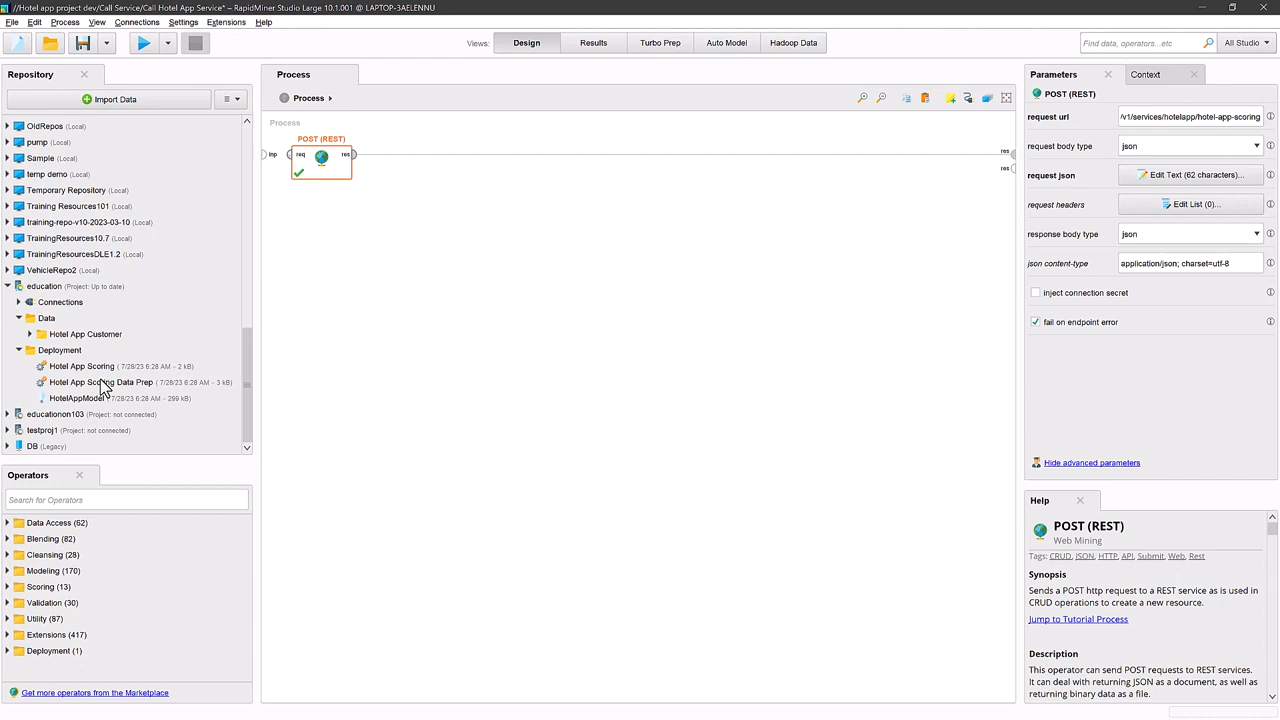 //Hotel app project dev/Call Service/Call Hotel App Service* – RapidMiner Studio Large 10.1.001 @ LAPTOP-3AELENNU
File Edit Process View Connections Settings Extensions Help
Views: Design Results Turbo Prep Auto Model Hadoop Data
Find data, operators...etc All Studio
Repository
Import Data
OldRepos (Local)
pump (Local)
Sample (Local)
temp demo (Local)
Temporary Repository (Local)
Training Resources101 (Local)
training-repo-v10-2023-03-10 (Local)
TrainingResources10.7 (Local)
TrainingResourcesDLE1.2 (Local)
VehicleRepo2 (Local)
education (Project: Up to date)
Connections
Data
Hotel App Customer
Deployment
Hotel App Scoring (7/28/23 6:28 AM – 2 kB)
Hotel App Scoring Data Prep (7/28/23 6:28 AM – 3 kB)
HotelAppModel 7/28/23 6:28 AM – 299 kB)
educationon103 (Project: not connected)
testproj1 (Project: not connected)
DB (Legacy)
Operators
Search for Operators
Data Access (62)
Blending (82)
Cleansing (28)
Modeling (170)
Scoring (13)
Validation (30)
Utility (87)
Extensions (417)
Deployment (1)
Get more operators from the Marketplace
Process
Process
Process
POST (REST)
inp req res res
res
Parameters Context
POST (REST)
request url /v1/services/hotelapp/hotel-app-scoring
request body type json
request json Edit Text (62 characters)...
request headers Edit List (0)...
response body type json
json content-type application/json; charset=utf-8
inject connection secret
fail on endpoint error
Hide advanced parameters
Help
POST (REST)
Web Mining
Tags: CRUD, JSON, HTTP, API, Submit, Web, Rest
Synopsis
Sends a POST http request to a REST service as is used in
CRUD operations to create a new resource.
Jump to Tutorial Process
Description
This operator can send POST requests to REST services.
It can deal with returning JSON as a document, as well as
returning binary data as a file.